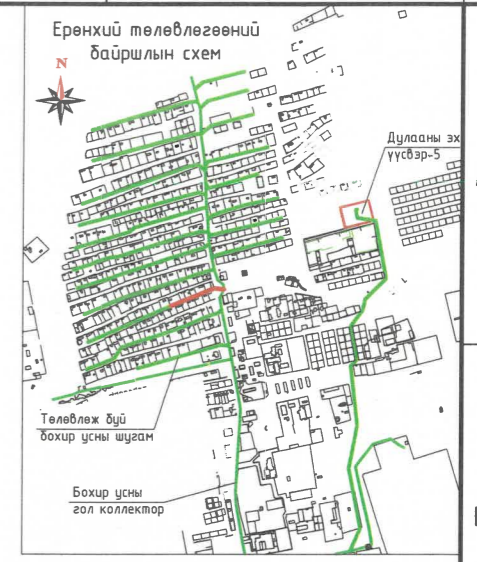 Ерөнхий төлөвлөгөөний
байршлын схем
N
Дулааны эх
үүсвэр-5
Төлөвлөж буй
бохир усны шугам
Бохир усны
гол коллектор